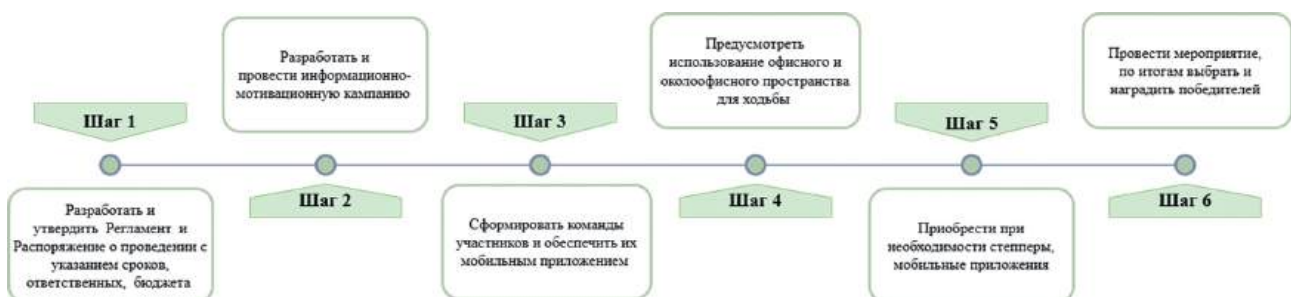 Шаг 1
Разработать и
утвердить Регламент и
Распоряжение о проведении с
указанием сроков,
ответственных, бюджета
Разработать и
провести информационно-
мотивационную кампанию
Шаг 2
Шаг 3
Сформировать команды
участников и обеспечить их
мобильным приложением
Предусмотреть
использование офисного и
околоофисного пространства
для ходьбы
Шаг 4
Шаг 5
Приобрести при
необходимости степперы,
мобильные приложения
Провести мероприятие,
по итогам выбрать и
наградить победителей
Шаг 6